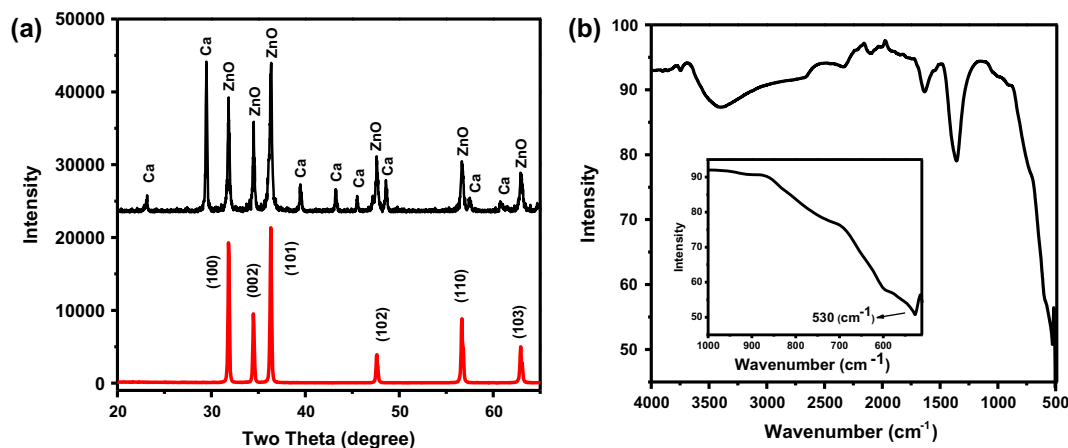 (a)
50000
40000
30000
20000
10000
0
Intensity
Ca
Ca
ZnO
ZnO
ZnO
Ca
Ca
Ca
ZnO
Ca
ZnO
Ca
Ca
ZnO
(100)
(002)
(101)
(102)
(110)
(103)
20
30
40
50
60
Two Theta (degree)
(b)
100
90
80
70
60
50
Intensity
4000
3500
3000
2500
2000
1500
1000
500
Wavenumber (cm⁻¹)
90
80
70
60
50
Intensity
530 (cm⁻¹)
1000
900
800
700
600
Wavenumber (cm⁻¹)